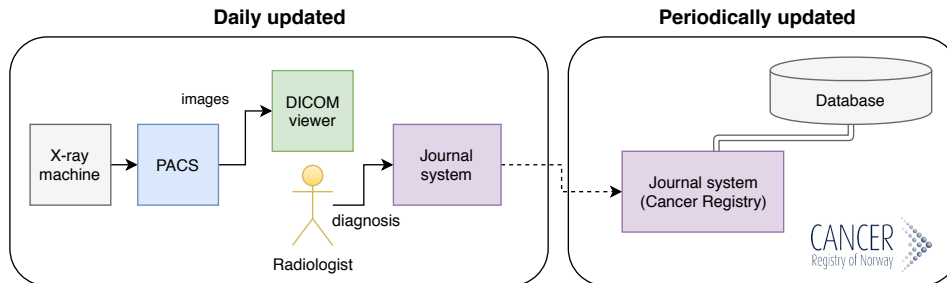 Daily updated
Periodically updated
images
DICOM
viewer
X-ray
machine
PACS
Journal
system
diagnosis
Radiologist
Database
Journal system
(Cancer Registry)
CANCER
Registry of Norway